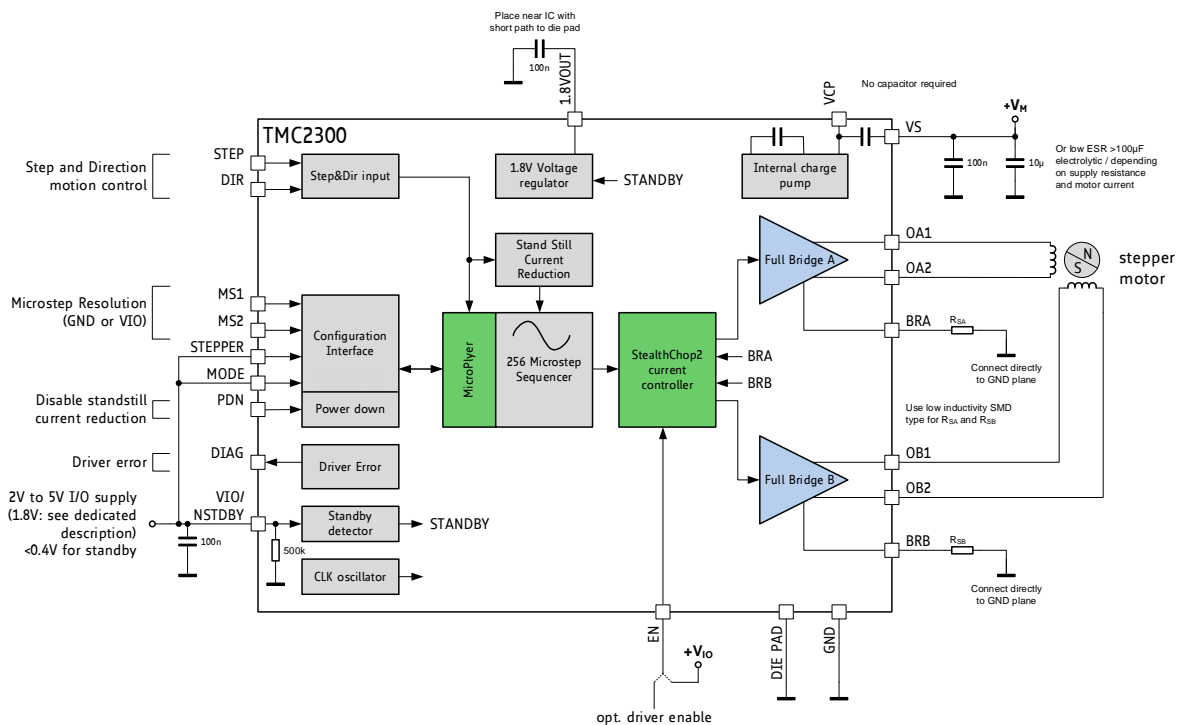 Place near IC with
short path to die pad
100n
1.8VOUT
VCP
No capacitor required
+VM
TMC2300
VS
STEP
Step and Direction
motion control
DIR
Step&Dir input
1.8V Voltage
regulator
STANDBY
Internal charge
pump
100n
10µ
Or low ESR >100µF
electrolytic / depending
on supply resistance
and motor current
Stand Still
Current
Reduction
Full Bridge A
OA1
OA2
N
S
stepper
motor
Microstep Resolution
(GND or VIO)
MS1
MS2
STEPPER
MODE
Configuration
Interface
MicroPlyer
256 Microstep
Sequencer
StealthChop2
current
controller
BRA
BRB
BRA
RSA
Connect directly
to GND plane
Disable standstill
current reduction
PDN
Power down
Use low inductivity SMD
type for RSA and RSB
Driver error
DIAG
Driver Error
Full Bridge B
OB1
OB2
2V to 5V I/O supply
(1.8V: see dedicated
description)
<0.4V for standby
VIO/
NSTDBY
100n
500k
Standby
detector
STANDBY
CLK oscillator
BRB
RSB
Connect directly
to GND plane
EN
DIE PAD
GND
+VIO
opt. driver enable